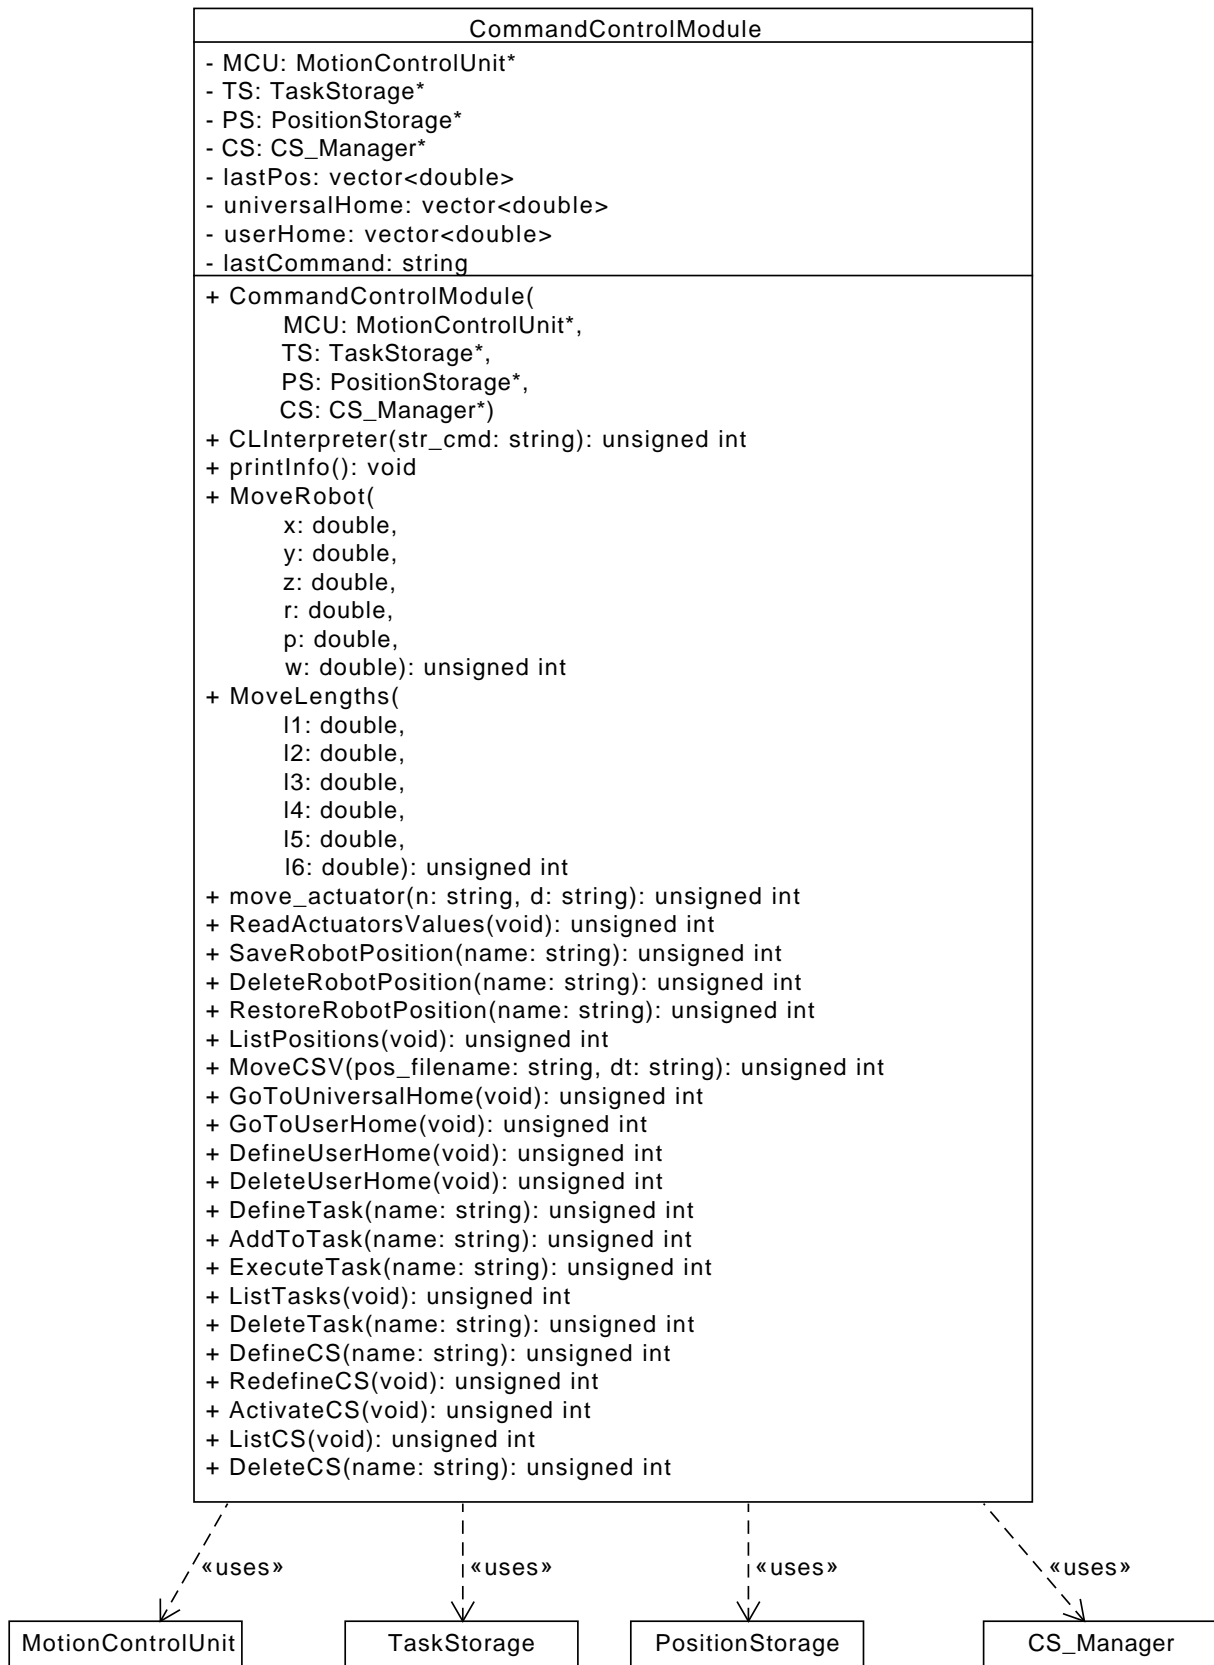 CommandControlModule
- MCU: MotionControlUnit*
- TS: TaskStorage*
- PS: PositionStorage*
- CS: CS_Manager*
- lastPos: vector<double>
- universalHome: vector<double>
- userHome: vector<double>
- lastCommand: string
+ CommandControlModule(
MCU: MotionControlUnit*,
TS: TaskStorage*,
PS: PositionStorage*,
CS: CS_Manager*)
+ CLInterpreter(str_cmd: string): unsigned int
+ printInfo(): void
+ MoveRobot(
x: double,
y: double,
z: double,
r: double,
p: double,
w: double): unsigned int
+ MoveLengths(
l1: double,
l2: double,
l3: double,
l4: double,
l5: double,
l6: double): unsigned int
+ move_actuator(n: string, d: string): unsigned int
+ ReadActuatorsValues(void): unsigned int
+ SaveRobotPosition(name: string): unsigned int
+ DeleteRobotPosition(name: string): unsigned int
+ RestoreRobotPosition(name: string): unsigned int
+ ListPositions(void): unsigned int
+ MoveCSV(pos_filename: string, dt: string): unsigned int
+ GoToUniversalHome(void): unsigned int
+ GoToUserHome(void): unsigned int
+ DefineUserHome(void): unsigned int
+ DeleteUserHome(void): unsigned int
+ DefineTask(name: string): unsigned int
+ AddToTask(name: string): unsigned int
+ ExecuteTask(name: string): unsigned int
+ ListTasks(void): unsigned int
+ DeleteTask(name: string): unsigned int
+ DefineCS(name: string): unsigned int
+ RedefineCS(void): unsigned int
+ ActivateCS(void): unsigned int
+ ListCS(void): unsigned int
+ DeleteCS(name: string): unsigned int
«uses» «uses» «uses» «uses»
MotionControlUnit TaskStorage PositionStorage CS_Manager